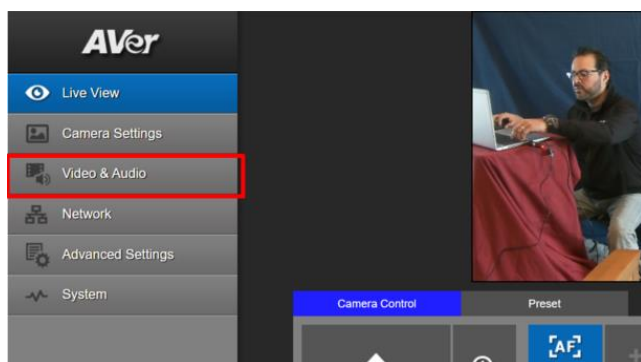 AVer
Live View
Camera Settings
Video & Audio
Network
Advanced Settings
System
Camera Control
Preset
AF